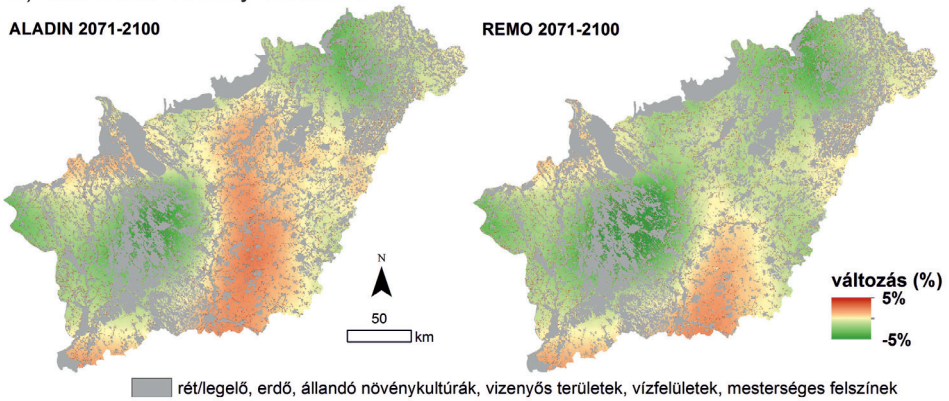 ALADIN 2071-2100
REMO 2071-2100
N
50
km
változás (%)
5%
-5%
rét/legelő, erdő, állandó növénykultúrák, vizenyős területek, vízfelületek, mesterséges felszínek